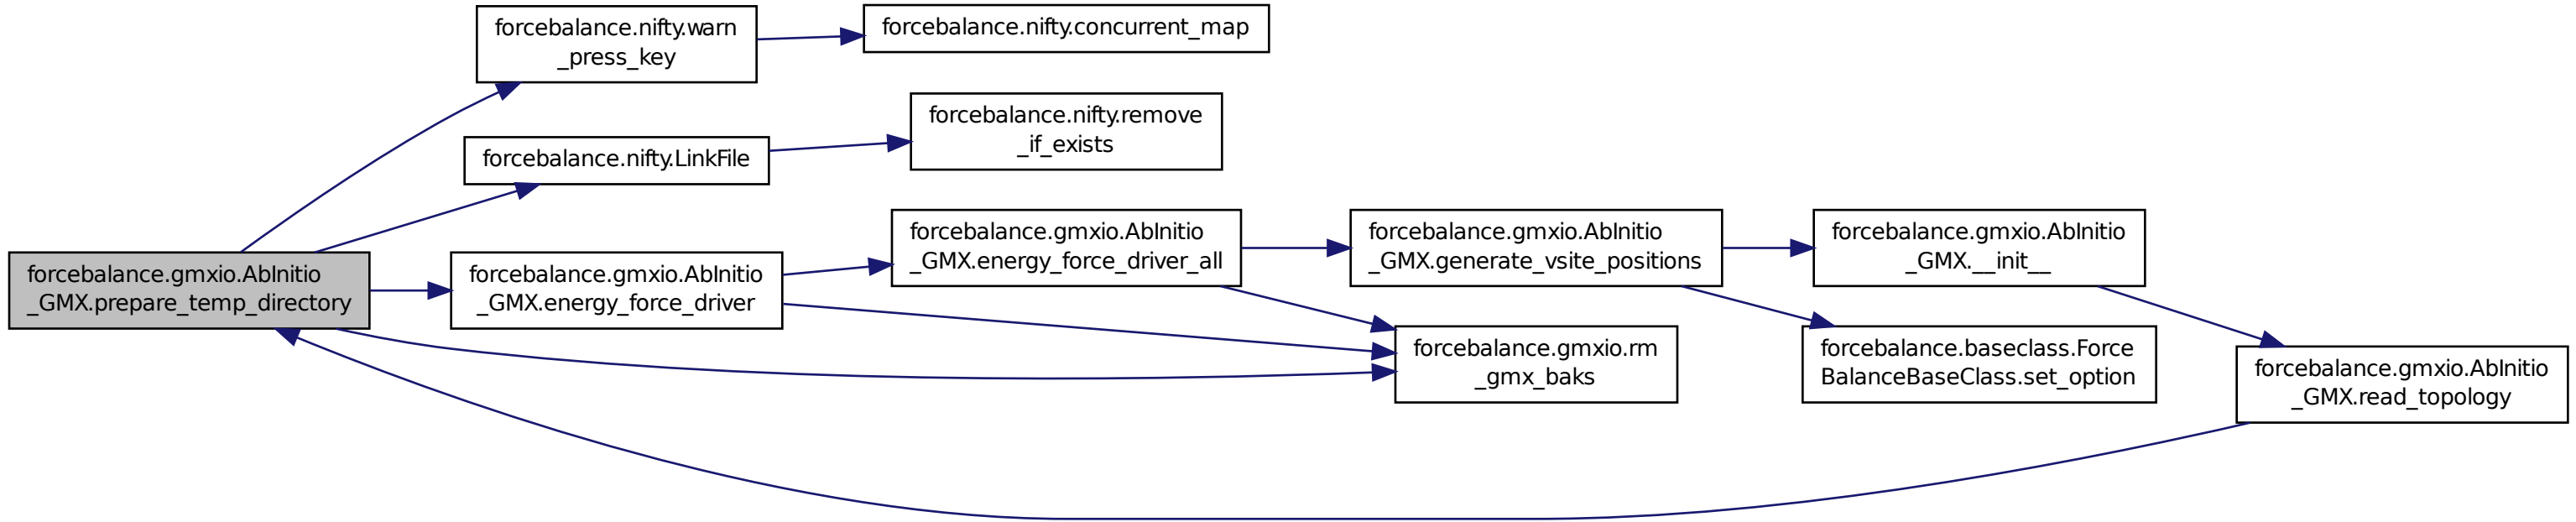 forcebalance.nifty.warn
_press_key
forcebalance.nifty.concurrent_map
forcebalance.nifty.remove
_if_exists
forcebalance.nifty.LinkFile
forcebalance.gmxio.AbInitio
_GMX.prepare_temp_directory
forcebalance.gmxio.AbInitio
_GMX.energy_force_driver
forcebalance.gmxio.AbInitio
_GMX.energy_force_driver_all
forcebalance.gmxio.AbInitio
_GMX.generate_vsite_positions
forcebalance.gmxio.AbInitio
_GMX.__init__
forcebalance.gmxio.rm
_gmx_baks
forcebalance.baseclass.Force
BalanceBaseClass.set_option
forcebalance.gmxio.AbInitio
_GMX.read_topology